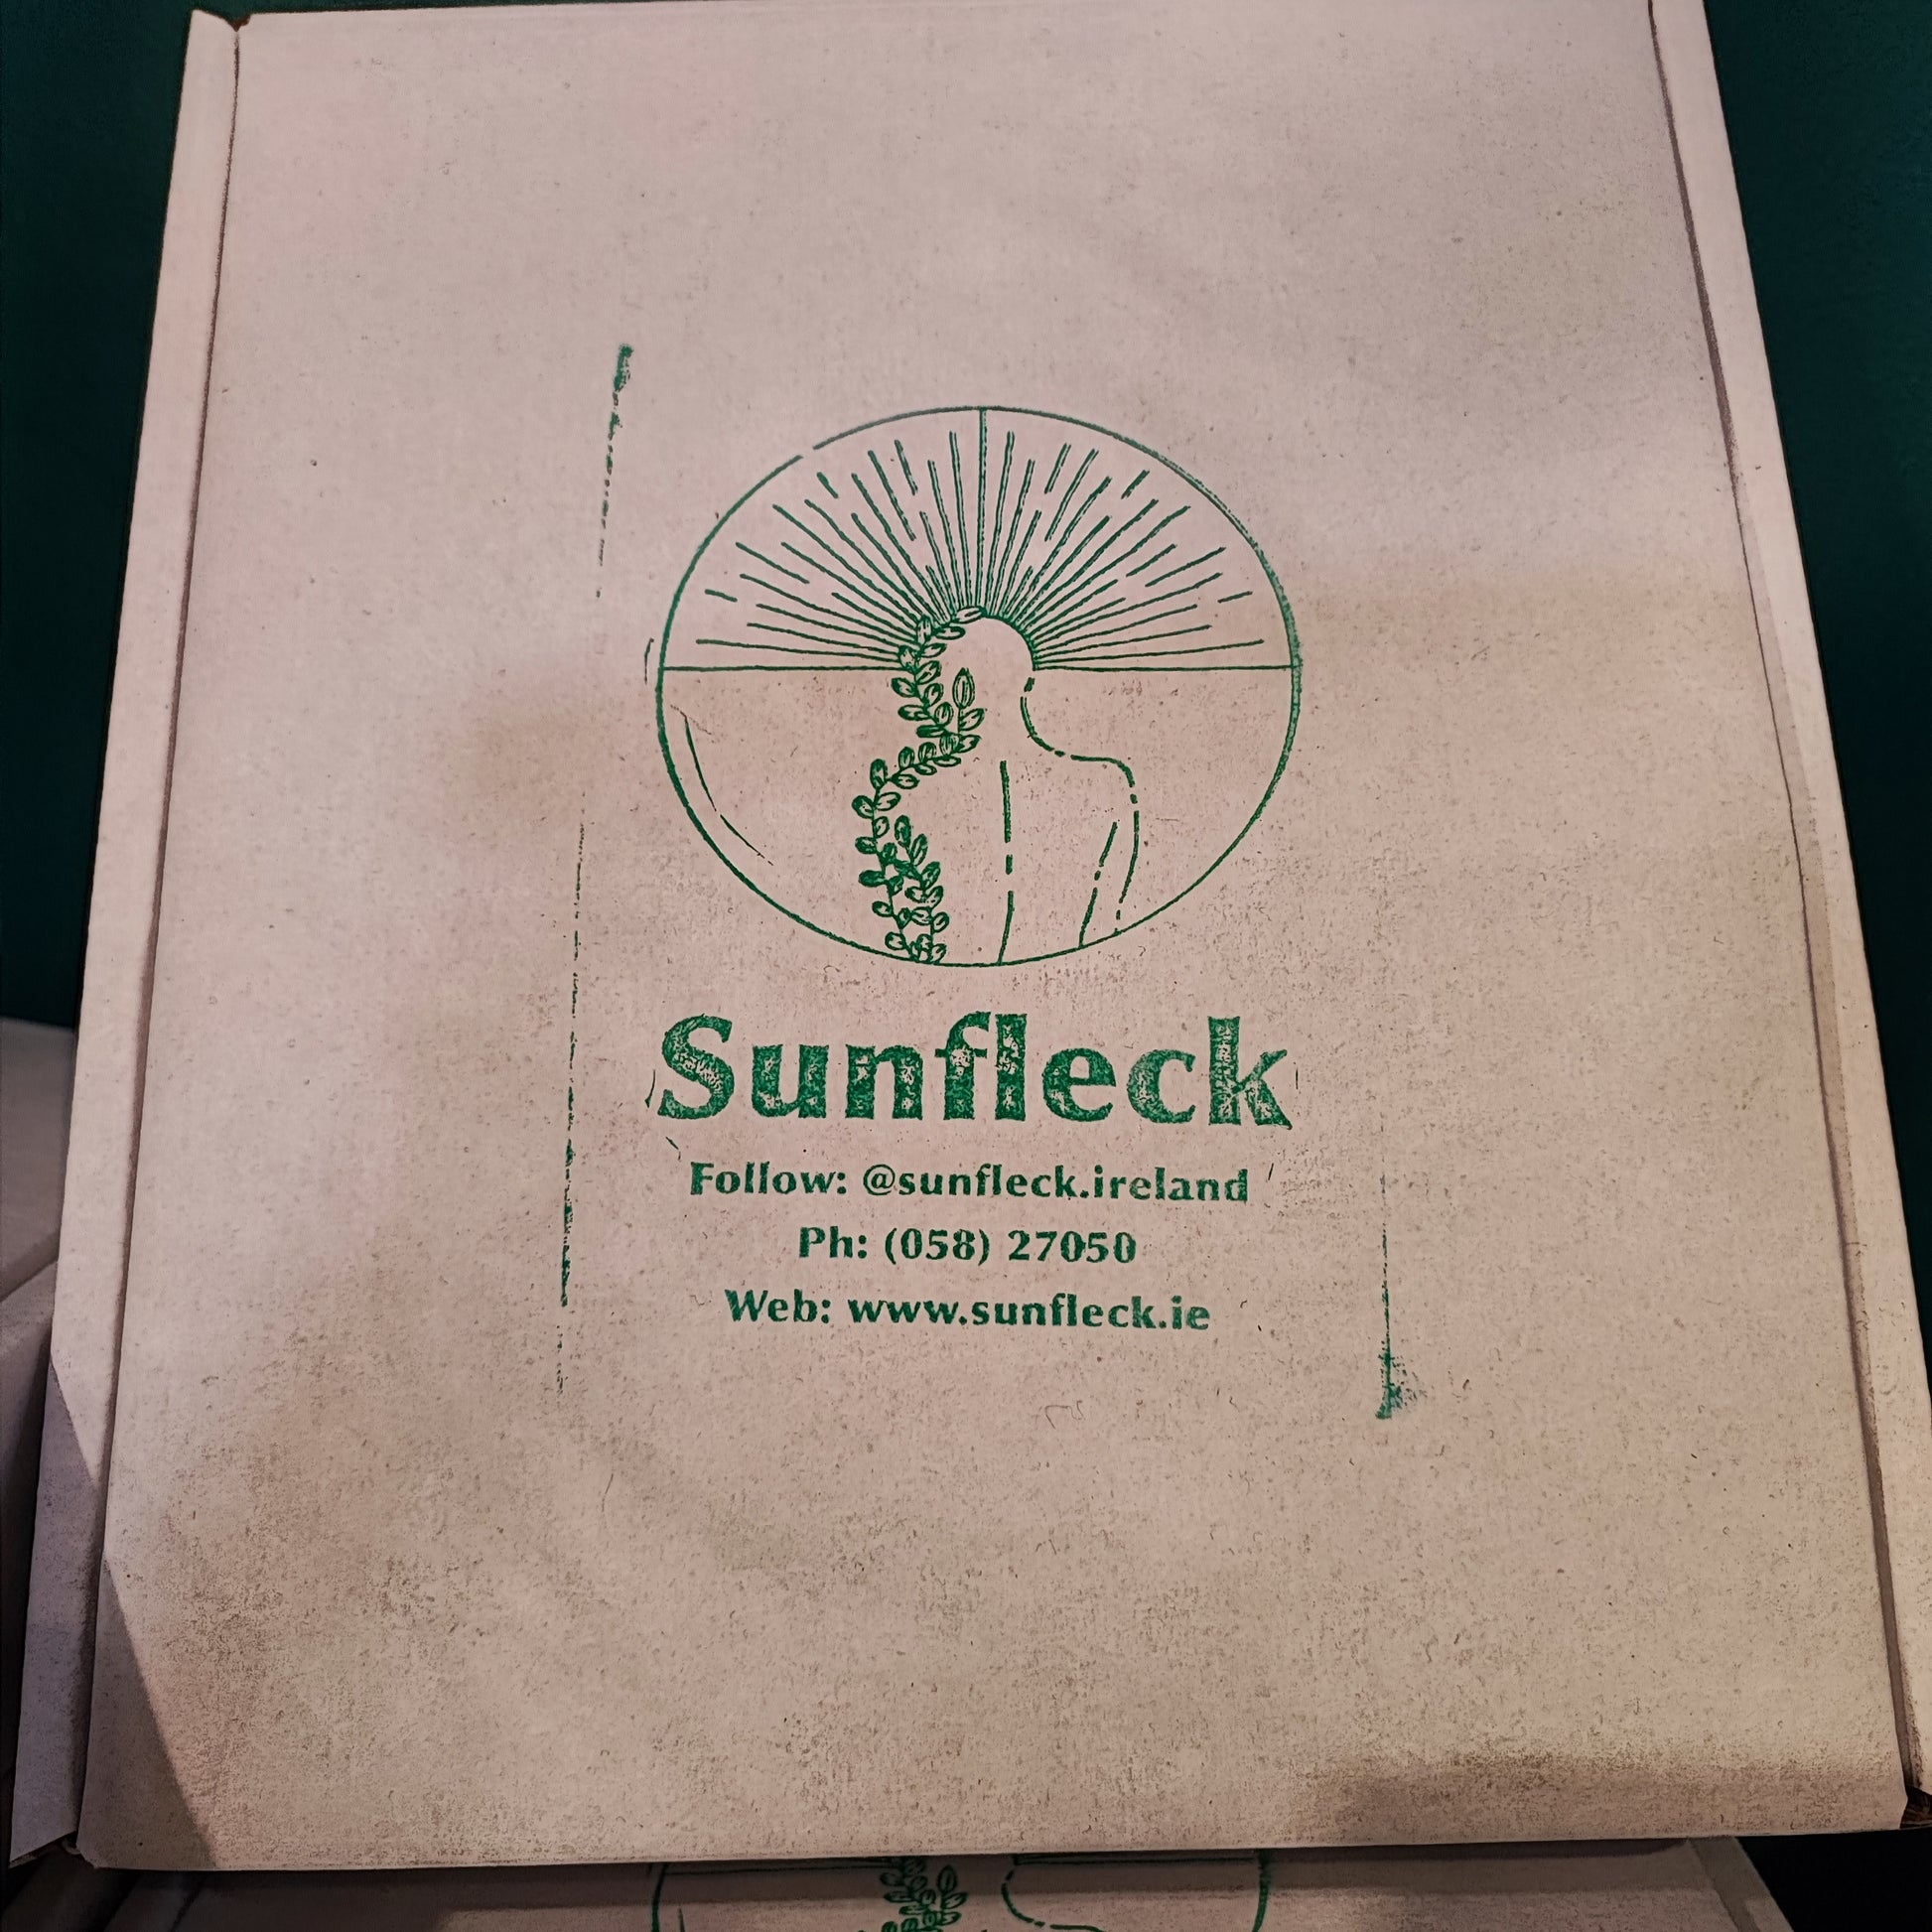 Sunfleck
Follow: @sunfleck.ireland
Ph: (058) 27050
Web: www.sunfleck.ie